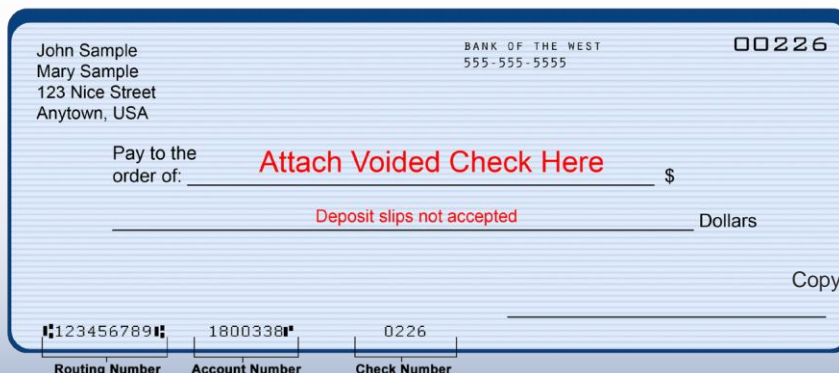 John Sample
Mary Sample
123 Nice Street
Anytown, USA
BANK OF THE WEST
555-555-5555
00226
Pay to the
order of: Attach Voided Check Here $
Deposit slips not accepted Dollars
Copy
⑆123456789⑆ 1800338⑈ 0226
Routing Number Account Number Check Number